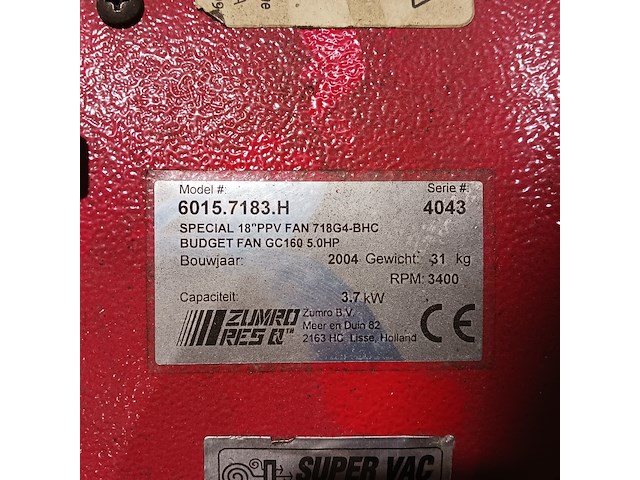 Model #: Serie #:
6015.7183.H 4043
SPECIAL 18"PPV FAN 718G4-BHC
BUDGET FAN GC160 5.0HP
Bouwjaar: 2004 Gewicht: 31 kg
RPM: 3400
Capaciteit: 3.7 kW
ZUMRO RES Q™
Zumro B.V.
Meer en Duin 82
2163 HC Lisse, Holland
CE
SUPER VAC